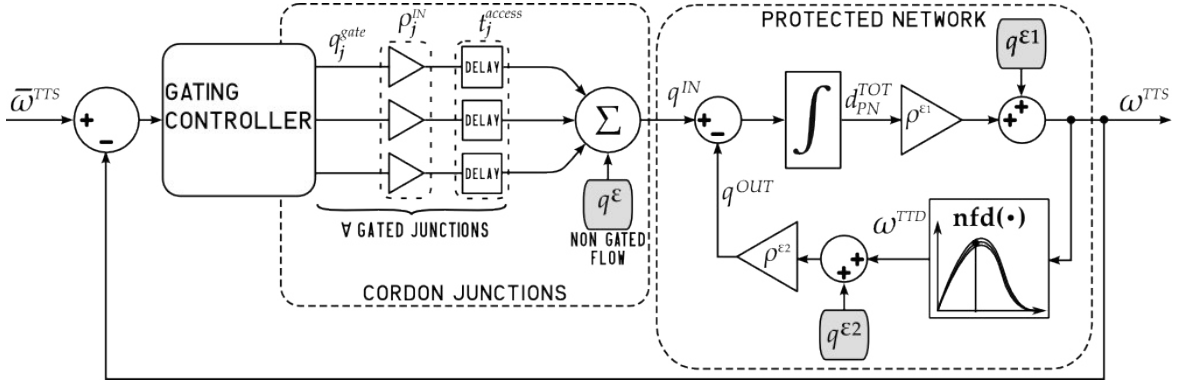 PROTECTED NETWORK
q_j^gate
ρ_j^IN
t_j^access
q^ε1
ω̄^TTS
+
-
GATING
CONTROLLER
DELAY
DELAY
DELAY
Σ
q^IN
+
-
∫
d_PN^TOT
ρ^ε1
+
+
ω^TTS
q^ε
NON GATED
FLOW
∀ GATED JUNCTIONS
q^OUT
ρ^ε2
+
+
ω^TTD
nfd(•)
q^ε2
CORDON JUNCTIONS